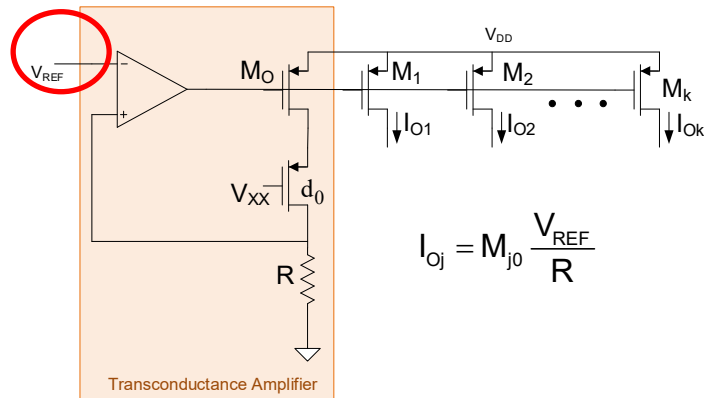 V_DD
V_REF
−
+
M_O
M_1
M_2
M_k
I_O1
I_O2
• • •
I_Ok
V_XX
d_0
R
I_Oj = M_j0 V_REF / R
Transconductance Amplifier